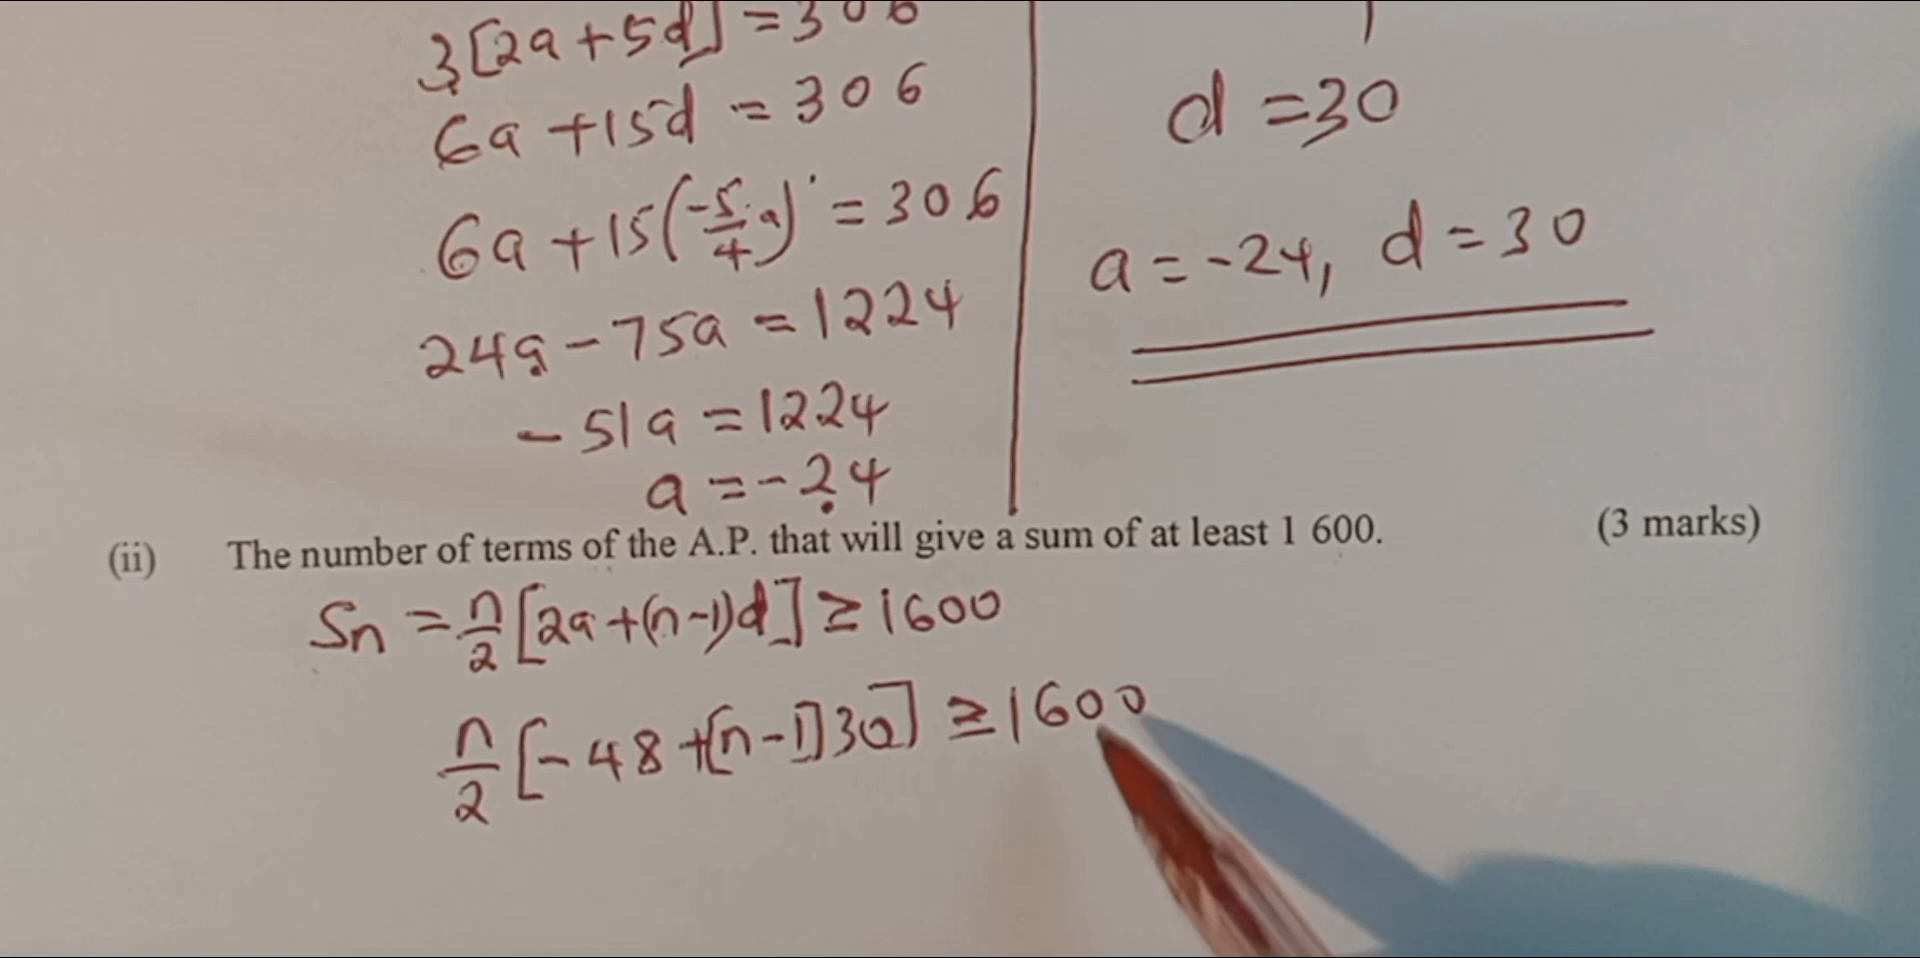 3[2a+5d]=306
6a+15d=306
6a+15(-5/4 a)=306
24a-75a=1224
-51a=1224
a=-24
d=30
a=-24, d=30
(ii) The number of terms of the A.P. that will give a sum of at least 1 600. (3 marks)
Sn=n/2[2a+(n-1)d]≥1600
n/2[-48+[n-1]30]≥1600